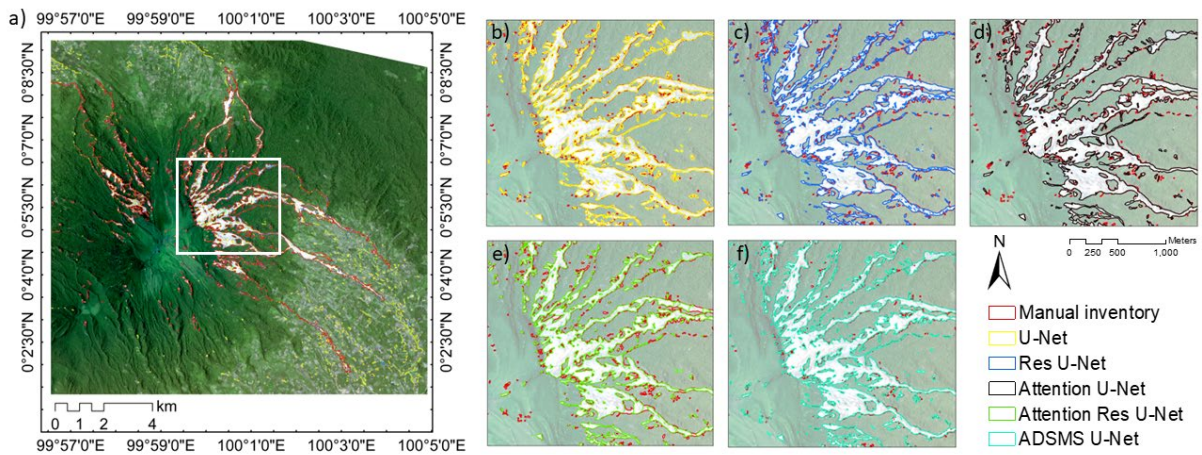 a)
99°57'0"E 99°59'0"E 100°1'0"E 100°3'0"E 100°5'0"E
0°8'30"N
0°7'0"N
0°5'30"N
0°4'0"N
0°2'30"N
0°8'30"N
0°7'0"N
0°5'30"N
0°4'0"N
0°2'30"N
km
0 1 2 4
99°57'0"E 99°59'0"E 100°1'0"E 100°3'0"E 100°5'0"E
b)
c)
d)
e)
f)
N
Meters
0 250 500 1,000
Manual inventory
U-Net
Res U-Net
Attention U-Net
Attention Res U-Net
ADSMS U-Net